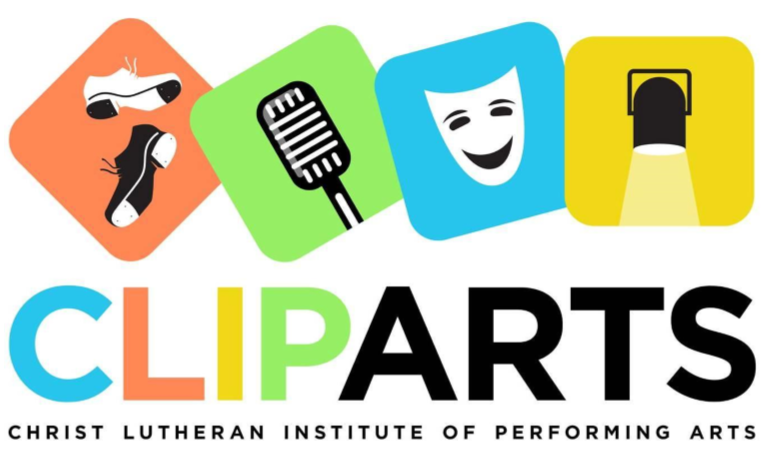 CLIPARTS
CHRIST LUTHERAN INSTITUTE OF PERFORMING ARTS